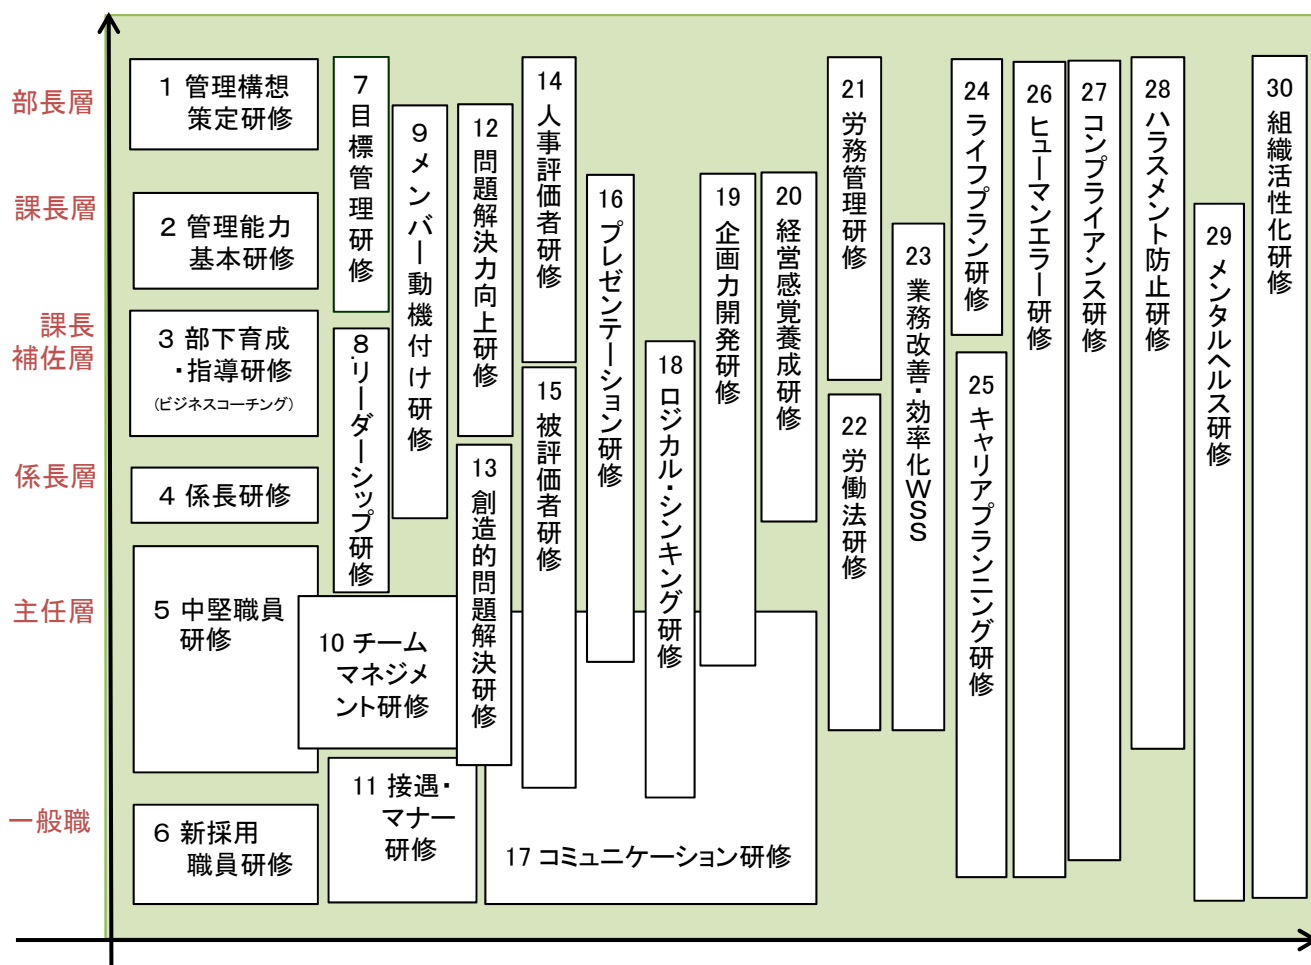 部長層
課長層
課長
補佐層
係長層
主任層
一般職
1 管理構想
策定研修
2 管理能力
基本研修
3 部下育成
・指導研修
(ビジネスコーチング)
4 係長研修
5 中堅職員
研修
6 新採用
職員研修
7 目標管理研修
8.リーダーシップ研修
9 メンバー動機付け研修
10 チーム
マネジメ
ント研修
11 接遇・
マナー
研修
12 問題解決力向上研修
13 創造的問題解決研修
14 人事評価者研修
15 被評価者研修
16 プレゼンテーション研修
17 コミュニケーション研修
18 ロジカル・シンキング研修
19 企画力開発研修
20 経営感覚養成研修
21 労務管理研修
22 労働法研修
23 業務改善・効率化WSS
24 ライフプラン研修
25 キャリアプランニング研修
26 ヒューマンエラー研修
27 コンプライアンス研修
28 ハラスメント防止研修
29 メンタルヘルス研修
30 組織活性化研修